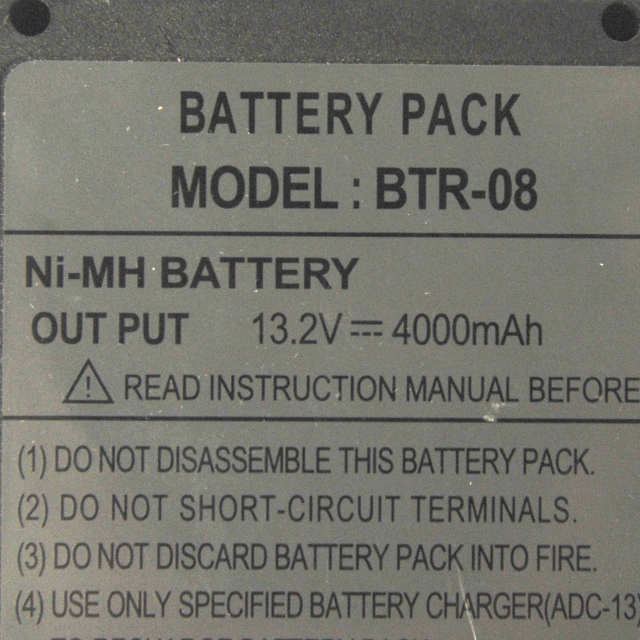 BATTERY PACK
MODEL : BTR-08
Ni-MH BATTERY
OUT PUT 13.2V⎓4000mAh
READ INSTRUCTION MANUAL BEFORE
(1) DO NOT DISASSEMBLE THIS BATTERY PACK.
(2) DO NOT SHORT-CIRCUIT TERMINALS.
(3) DO NOT DISCARD BATTERY PACK INTO FIRE.
(4) USE ONLY SPECIFIED BATTERY CHARGER(ADC-13